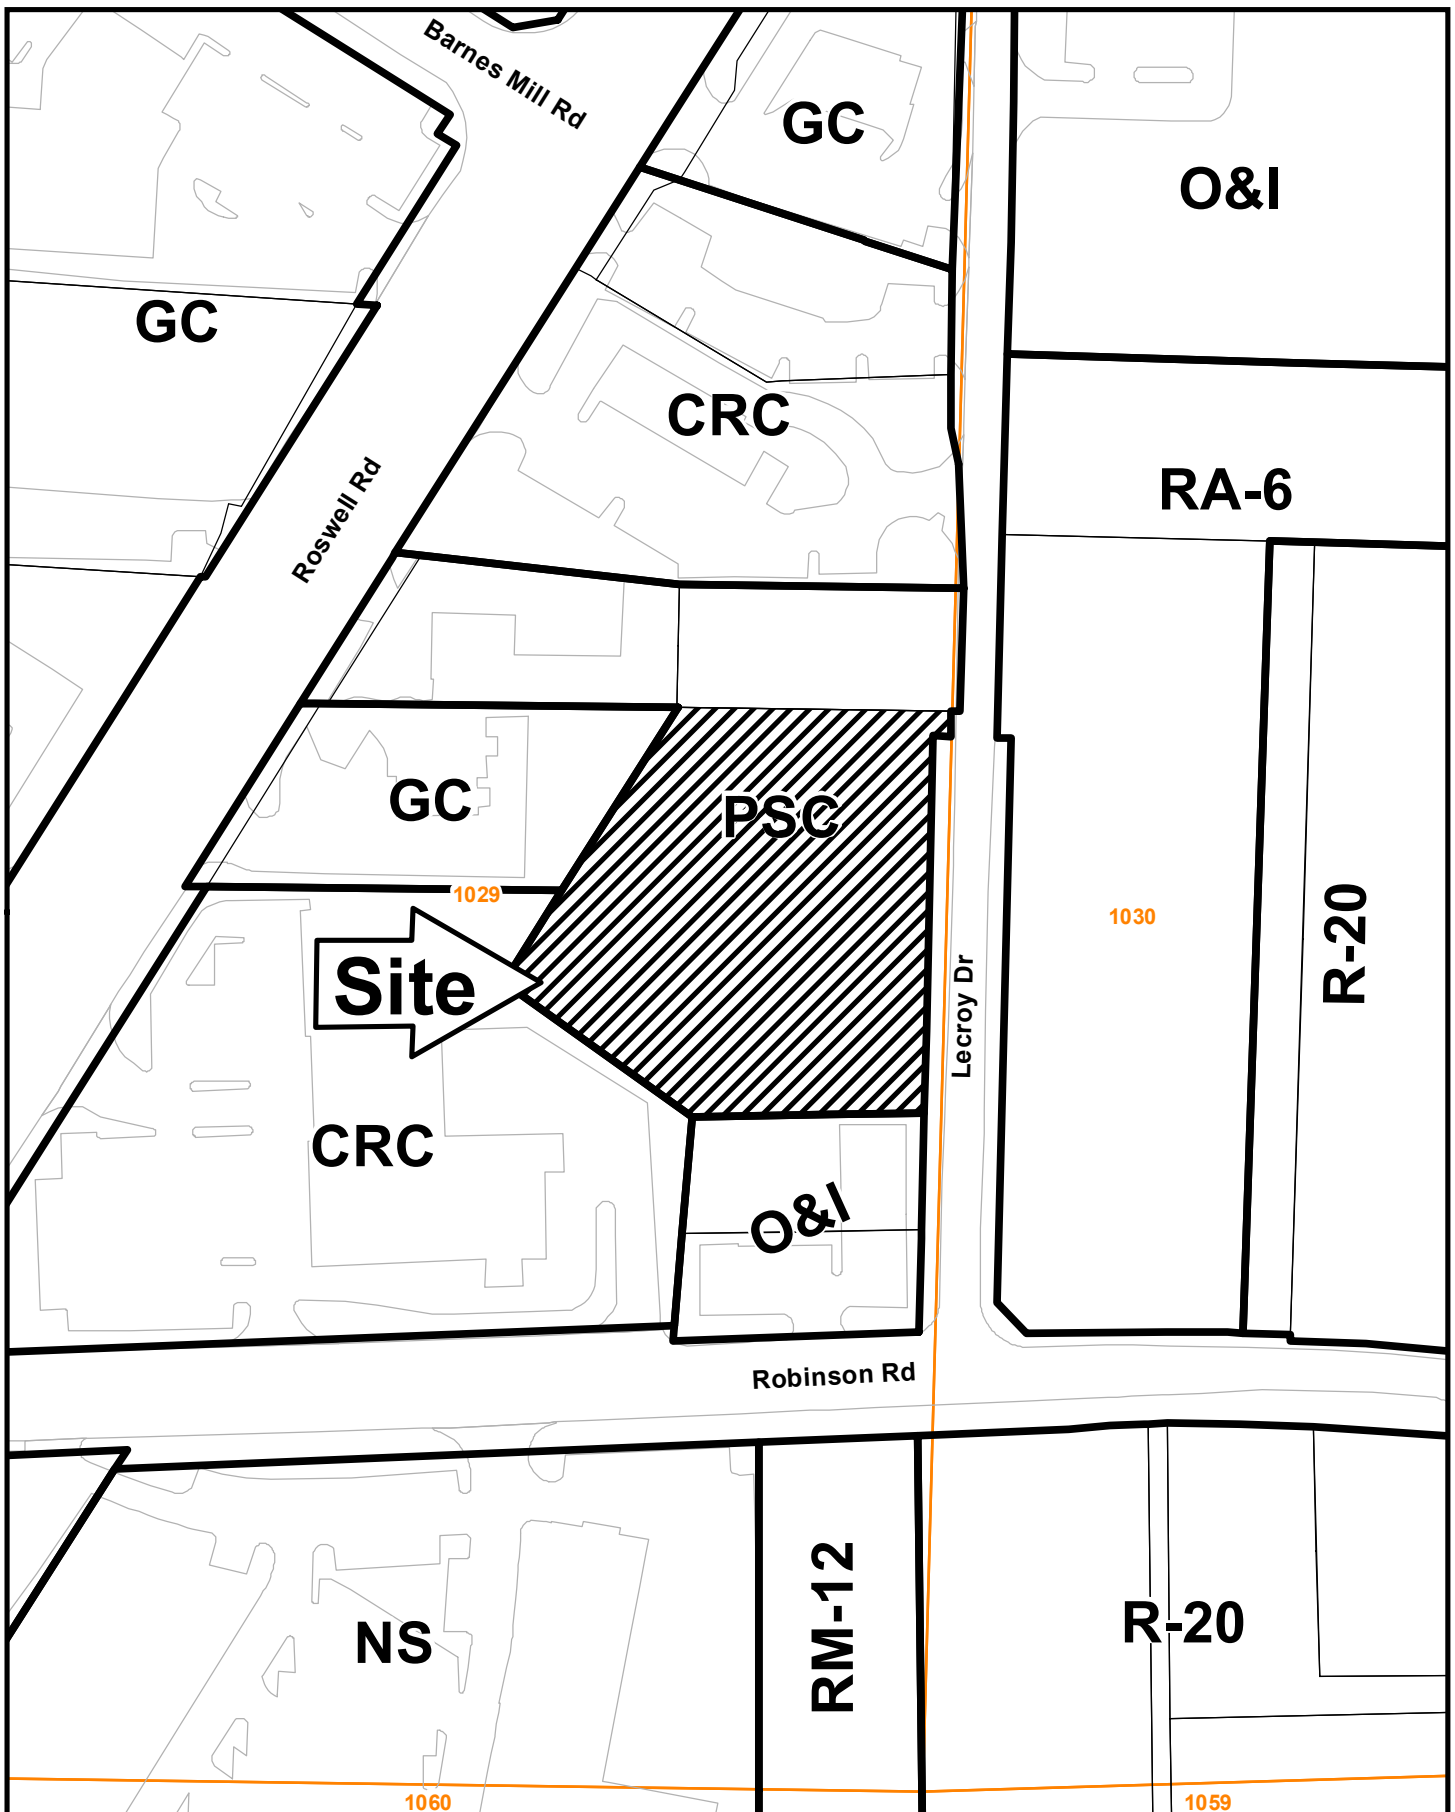 Barnes Mill Rd
GC
O&I
GC
CRC
RA-6
Roswell Rd
GC
PSC
1029
1030
R-20
Site
Lecroy Dr
CRC
O&I
Robinson Rd
NS
RM-12
R-20
1060
1059